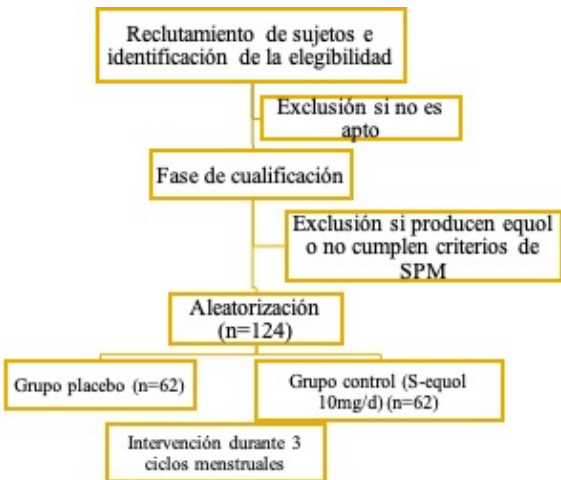 Reclutamiento de sujetos e
identificación de la elegibilidad
Exclusión si no es
apto
Fase de cualificación
Exclusión si producen equol
o no cumplen criterios de
SPM
Aleatorización
(n=124)
Grupo placebo (n=62)
Grupo control (S-equol
10mg/d) (n=62)
Intervención durante 3
ciclos menstruales